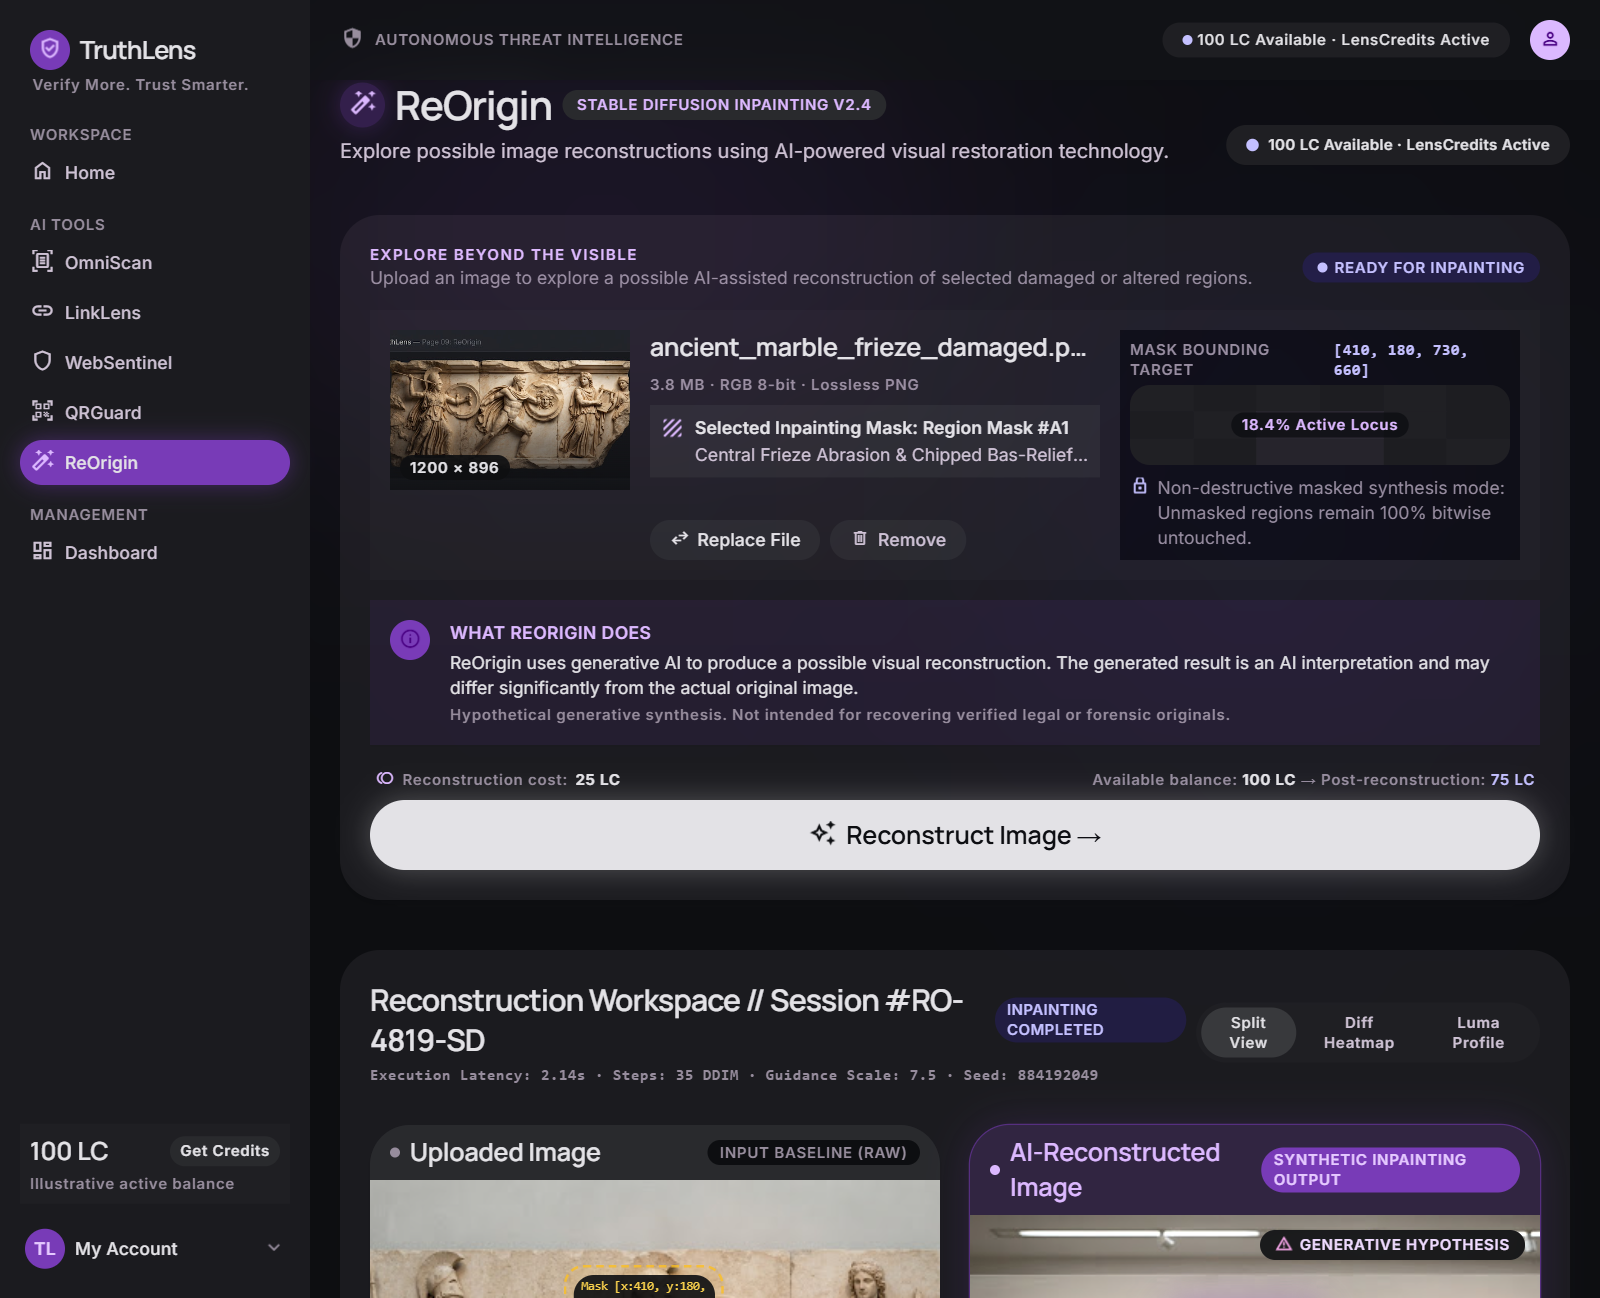 TruthLens
Verify More. Trust Smarter.
WORKSPACE
Home
AI TOOLS
OmniScan
LinkLens
WebSentinel
QRGuard
ReOrigin
MANAGEMENT
Dashboard
100 LC
Get Credits
Illustrative active balance
TL
My Account
AUTONOMOUS THREAT INTELLIGENCE
100 LC Available · LensCredits Active
ReOrigin
STABLE DIFFUSION INPAINTING V2.4
Explore possible image reconstructions using AI-powered visual restoration technology.
100 LC Available · LensCredits Active
EXPLORE BEYOND THE VISIBLE
Upload an image to explore a possible AI-assisted reconstruction of selected damaged or altered regions.
READY FOR INPAINTING
hLens — Page 09: ReOrigin
1200 × 896
ancient_marble_frieze_damaged.p...
3.8 MB · RGB 8-bit · Lossless PNG
Selected Inpainting Mask: Region Mask #A1
Central Frieze Abrasion & Chipped Bas-Relief...
Replace File
Remove
MASK BOUNDING
TARGET
[410, 180, 730,
660]
18.4% Active Locus
Non-destructive masked synthesis mode:
Unmasked regions remain 100% bitwise
untouched.
WHAT REORIGIN DOES
ReOrigin uses generative AI to produce a possible visual reconstruction. The generated result is an AI interpretation and may
differ significantly from the actual original image.
Hypothetical generative synthesis. Not intended for recovering verified legal or forensic originals.
Reconstruction cost: 25 LC
Available balance: 100 LC → Post-reconstruction: 75 LC
Reconstruct Image →
Reconstruction Workspace // Session #RO-
4819-SD
INPAINTING
COMPLETED
Split
View
Diff
Heatmap
Luma
Profile
Execution Latency: 2.14s · Steps: 35 DDIM · Guidance Scale: 7.5 · Seed: 884192049
Uploaded Image
INPUT BASELINE (RAW)
Mask [x:410, y:180,
AI-Reconstructed
Image
SYNTHETIC INPAINTING
OUTPUT
GENERATIVE HYPOTHESIS